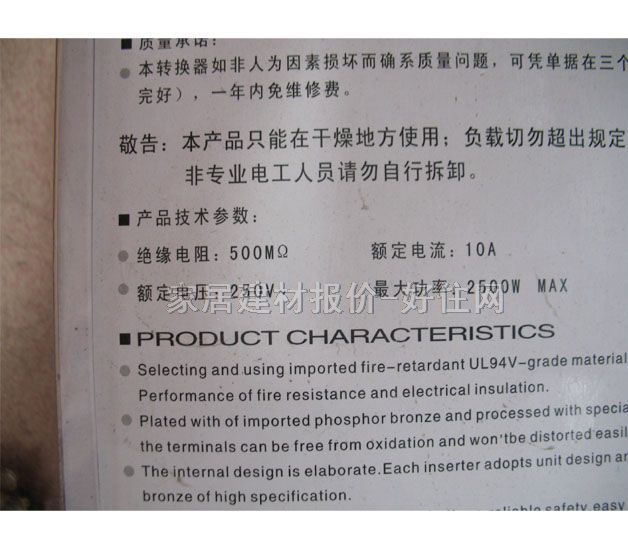 ■ 质量承诺:
● 本转换器如非人为因素损坏而确系质量问题，可凭单据在三个
完好），一年内免维修费。
敬告：本产品只能在干燥地方使用；负载切勿超出规定
非专业电工人员请勿自行拆卸。
■ 产品技术参数：
● 绝缘电阻：500MΩ 额定电流：10A
● 额定电压：250V~ 最大功率：2500W MAX
家居建材报价-好住网
■ PRODUCT CHARACTERISTICS
● Selecting and using imported fire-retardant UL94V-grade material
Performance of fire resistance and electrical insulation.
● Plated with of imported phosphor bronze and processed with specia
the terminals can be free from oxidation and won'tbe distorted easil
● The internal design is elaborate.Each inserter adopts unit design an
bronze of high specification.
reliable safety, easy